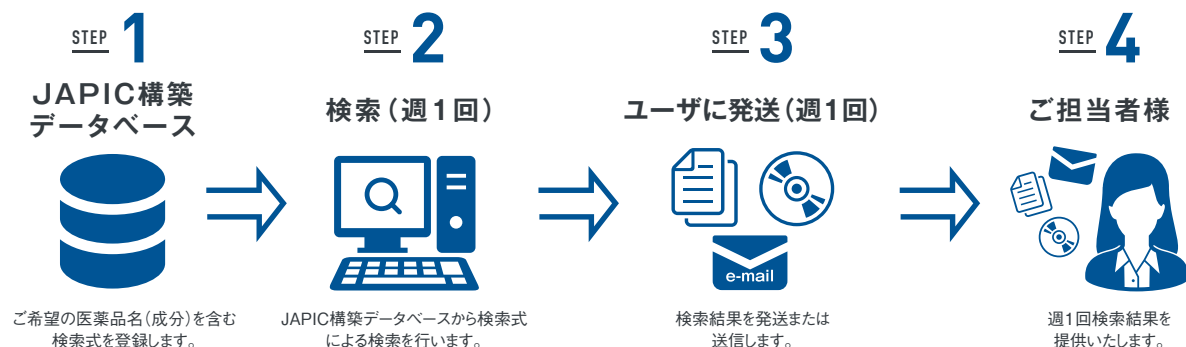 STEP 1
JAPIC構築
データベース
ご希望の医薬品名(成分)を含む
検索式を登録します。
STEP 2
検索(週1回)
JAPIC構築データベースから検索式
による検索を行います。
STEP 3
ユーザに発送(週1回)
e-mail
検索結果を発送または
送信します。
STEP 4
ご担当者様
週1回検索結果を
提供いたします。